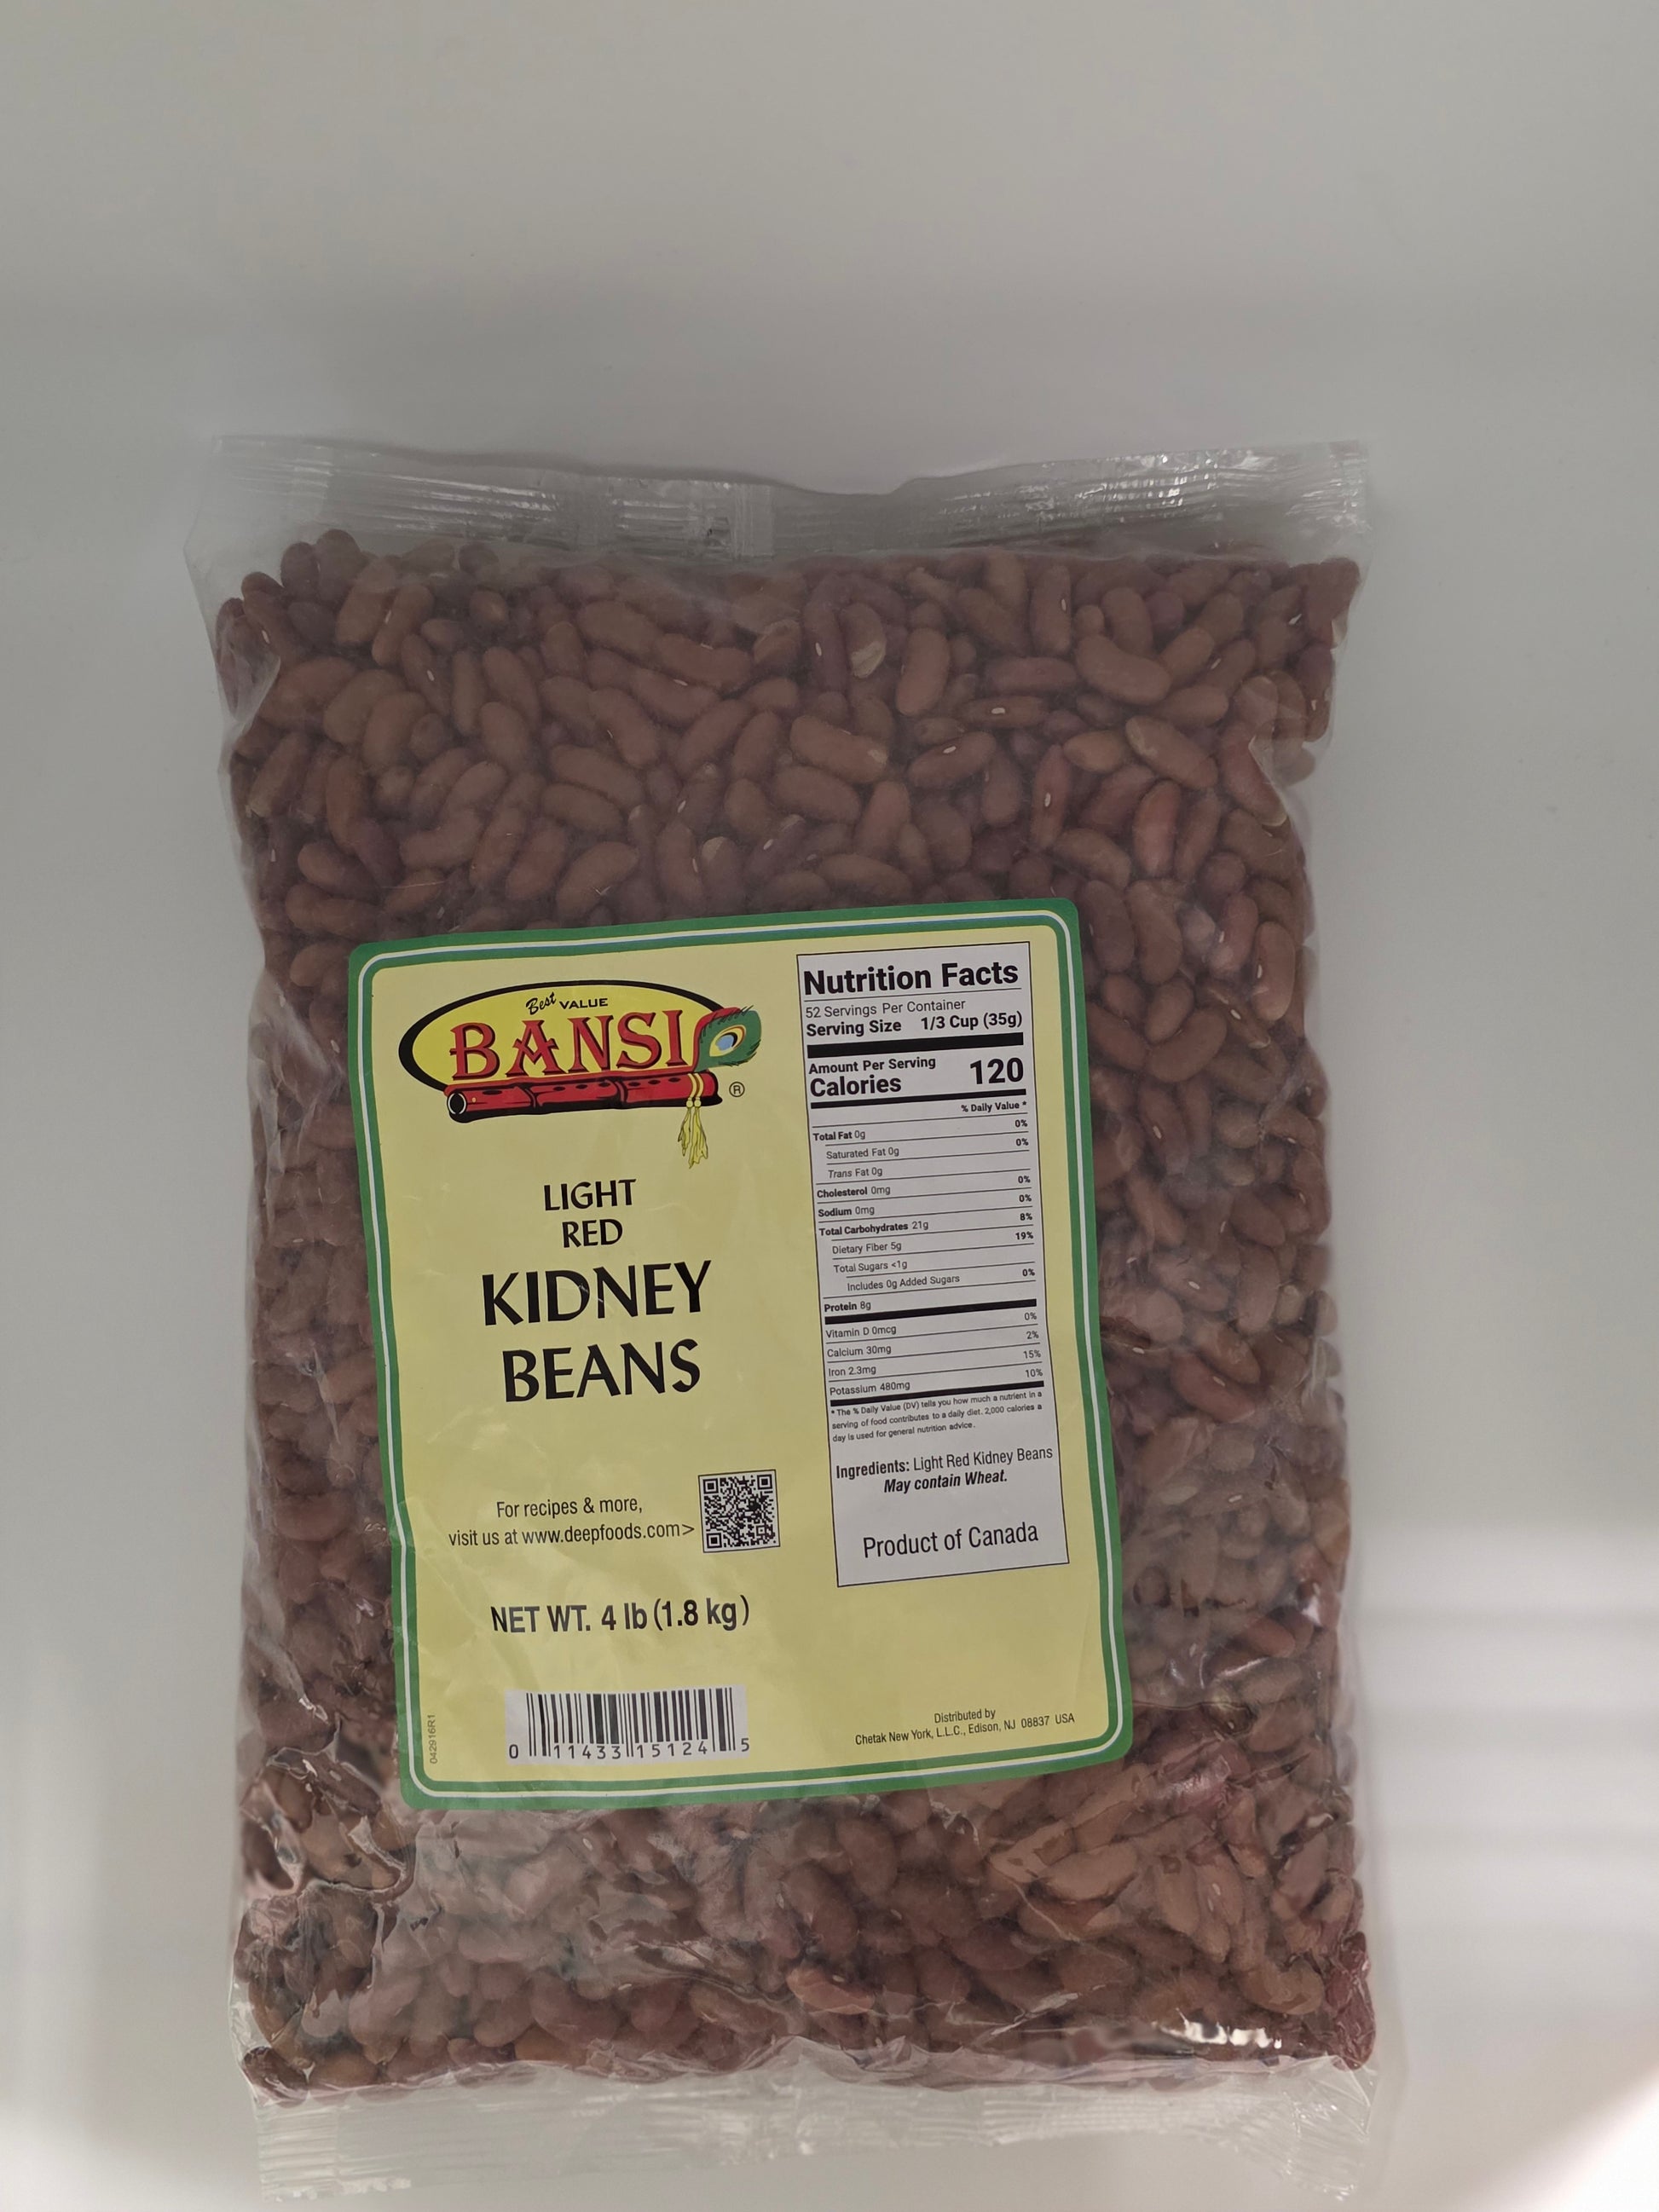 Best VALUE
BANSI
®
LIGHT
RED
KIDNEY
BEANS
For recipes & more,
visit us at www.deepfoods.com>
NET WT. 4 lb (1.8 kg)
042916R1
0 11433 15124 5
Nutrition Facts
52 Servings Per Container
Serving Size 1/3 Cup (35g)
Amount Per Serving
Calories 120
% Daily Value *
Total Fat 0g 0%
Saturated Fat 0g 0%
Trans Fat 0g
Cholesterol 0mg 0%
Sodium 0mg 0%
Total Carbohydrates 21g 8%
Dietary Fiber 5g 19%
Total Sugars <1g
Includes 0g Added Sugars 0%
Protein 8g
Vitamin D 0mcg 0%
Calcium 30mg 2%
Iron 2.3mg 15%
Potassium 480mg 10%
* The % Daily Value (DV) tells you how much a nutrient in a
serving of food contributes to a daily diet. 2,000 calories a
day is used for general nutrition advice.
Ingredients: Light Red Kidney Beans
May contain Wheat.
Product of Canada
Distributed by
Chetak New York, L.L.C., Edison, NJ 08837 USA